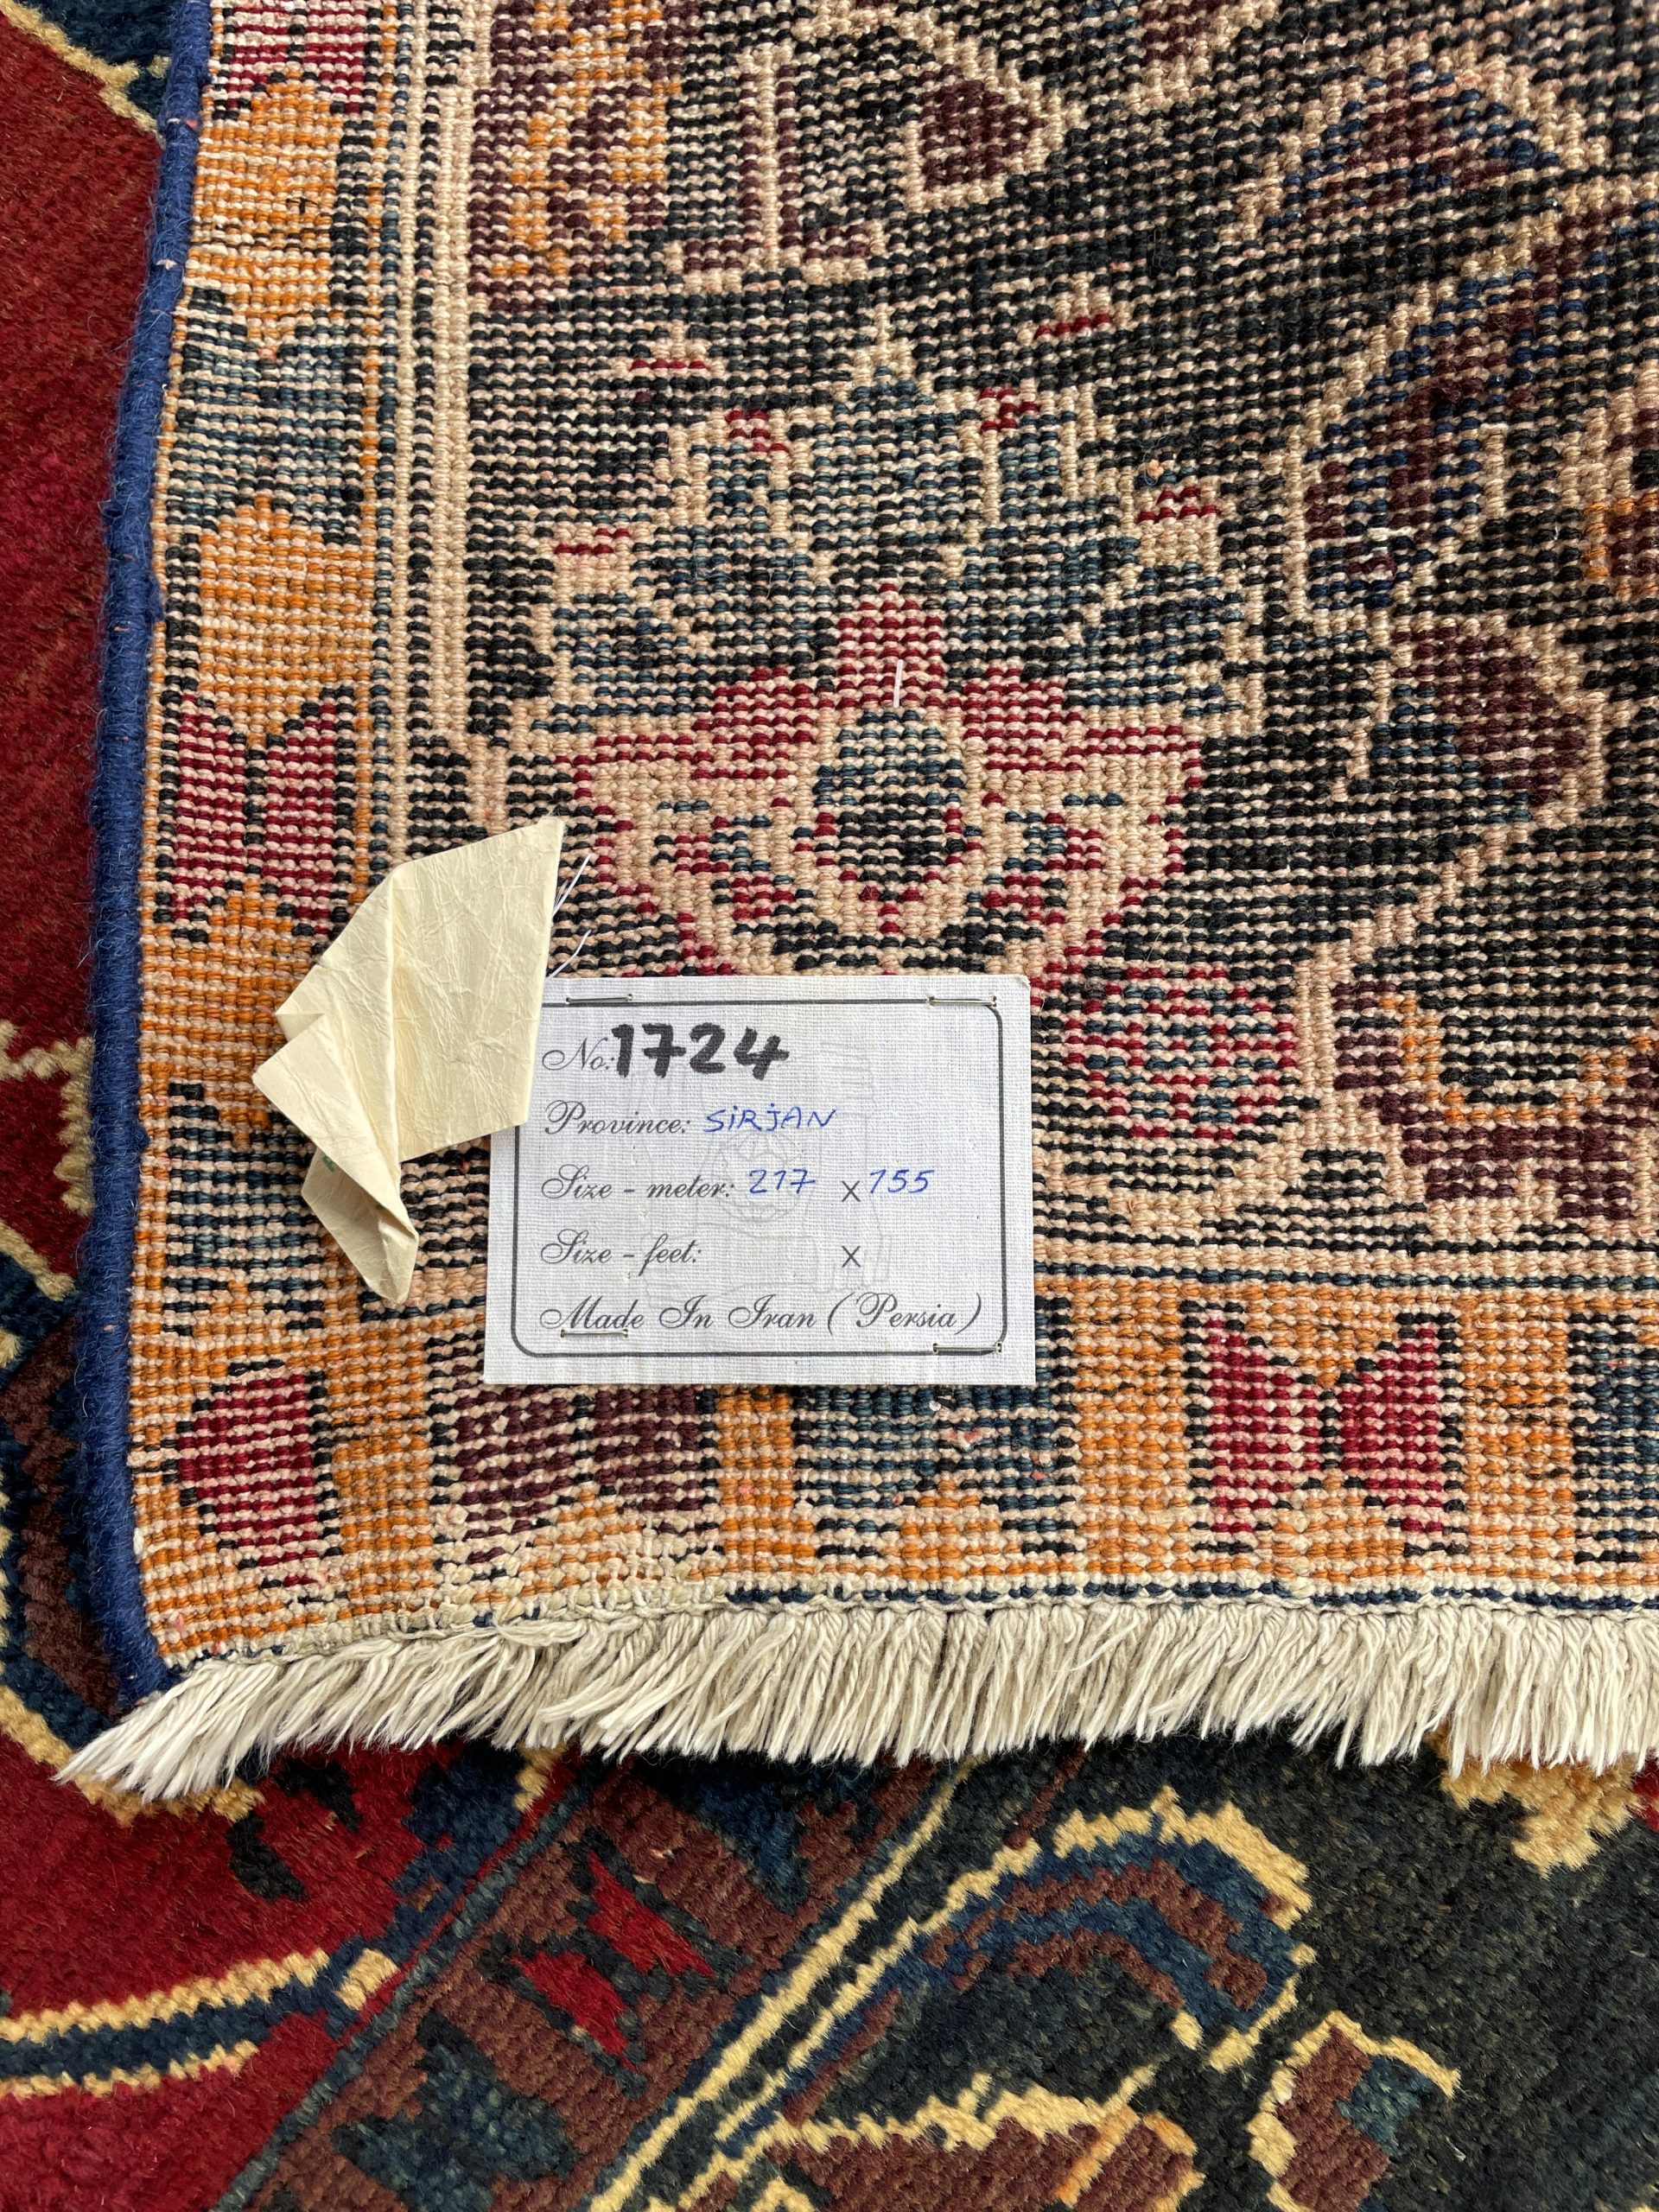 No: 1724
Province: SiRjAN
Size - meter: 217 x 155
Size - feet: x
Made In Iran (Persia)